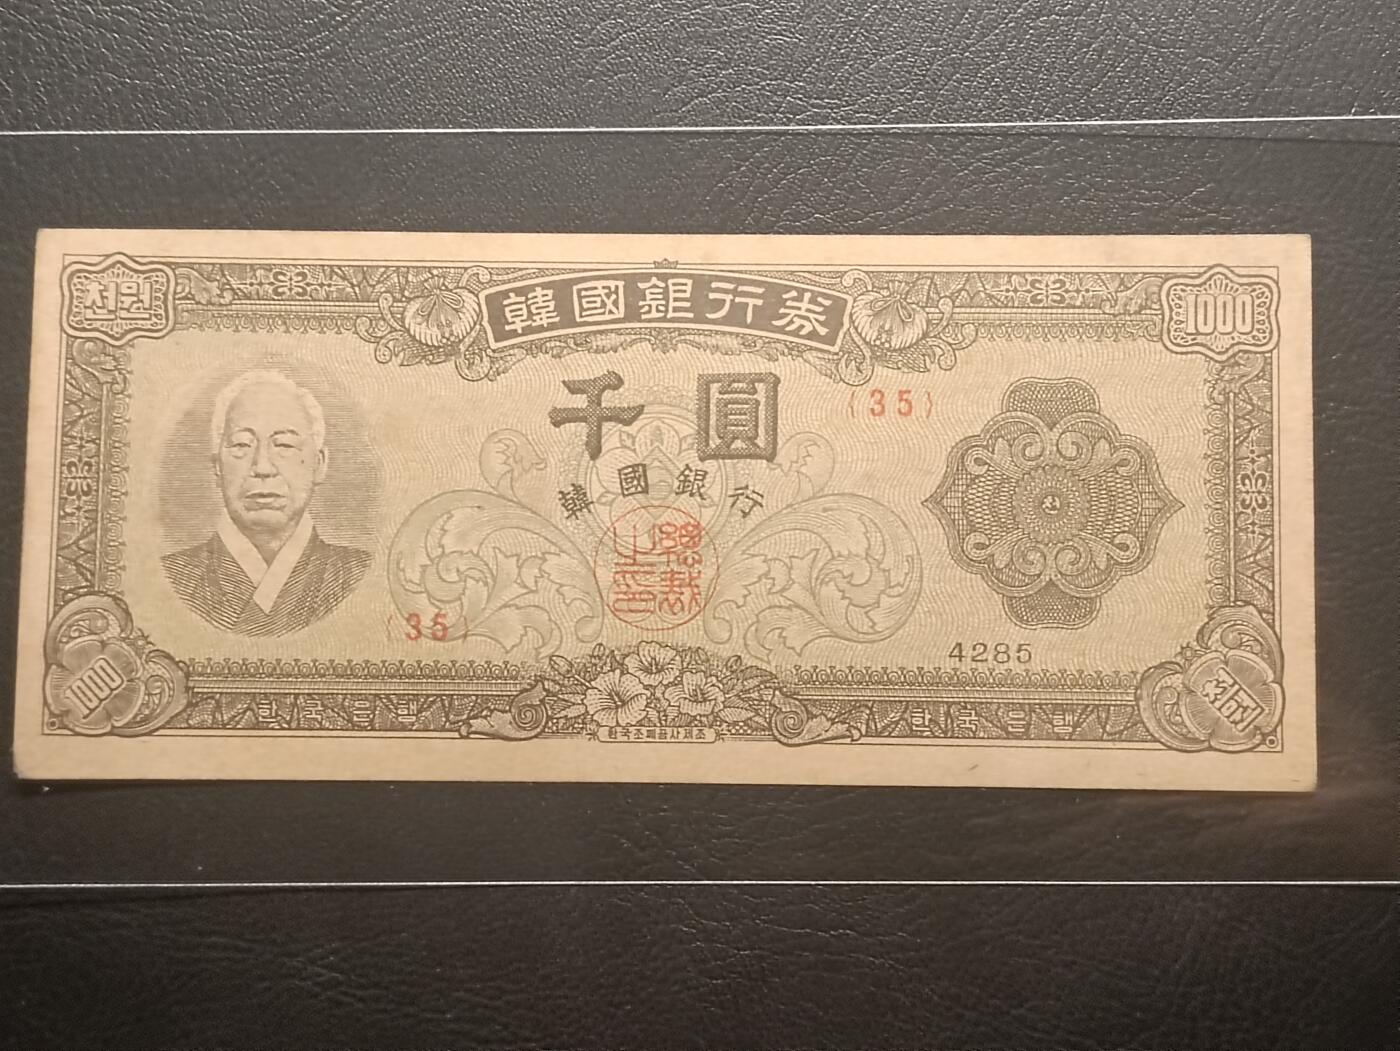 천원
韓國銀行券
1000
千圓
{35}
韓國銀行
總裁之印
{35}
4285
1000
한국은행
한국조폐공사제조
한국은행
천원